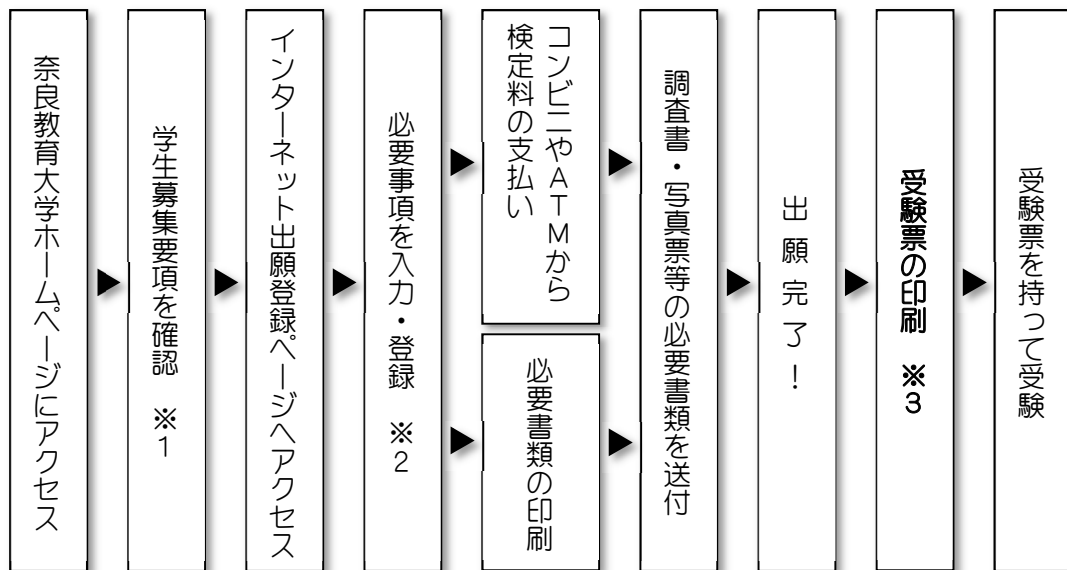 奈良教育大学ホームページにアクセス
学生募集要項を確認　※１
インターネット出願登録ページへアクセス
必要事項を入力・登録　※２
コンビニやＡＴＭから
検定料の支払い
必要書類の印刷
調査書・写真票等の必要書類を送付
出願完了！
受験票の印刷　※３
受験票を持って受験